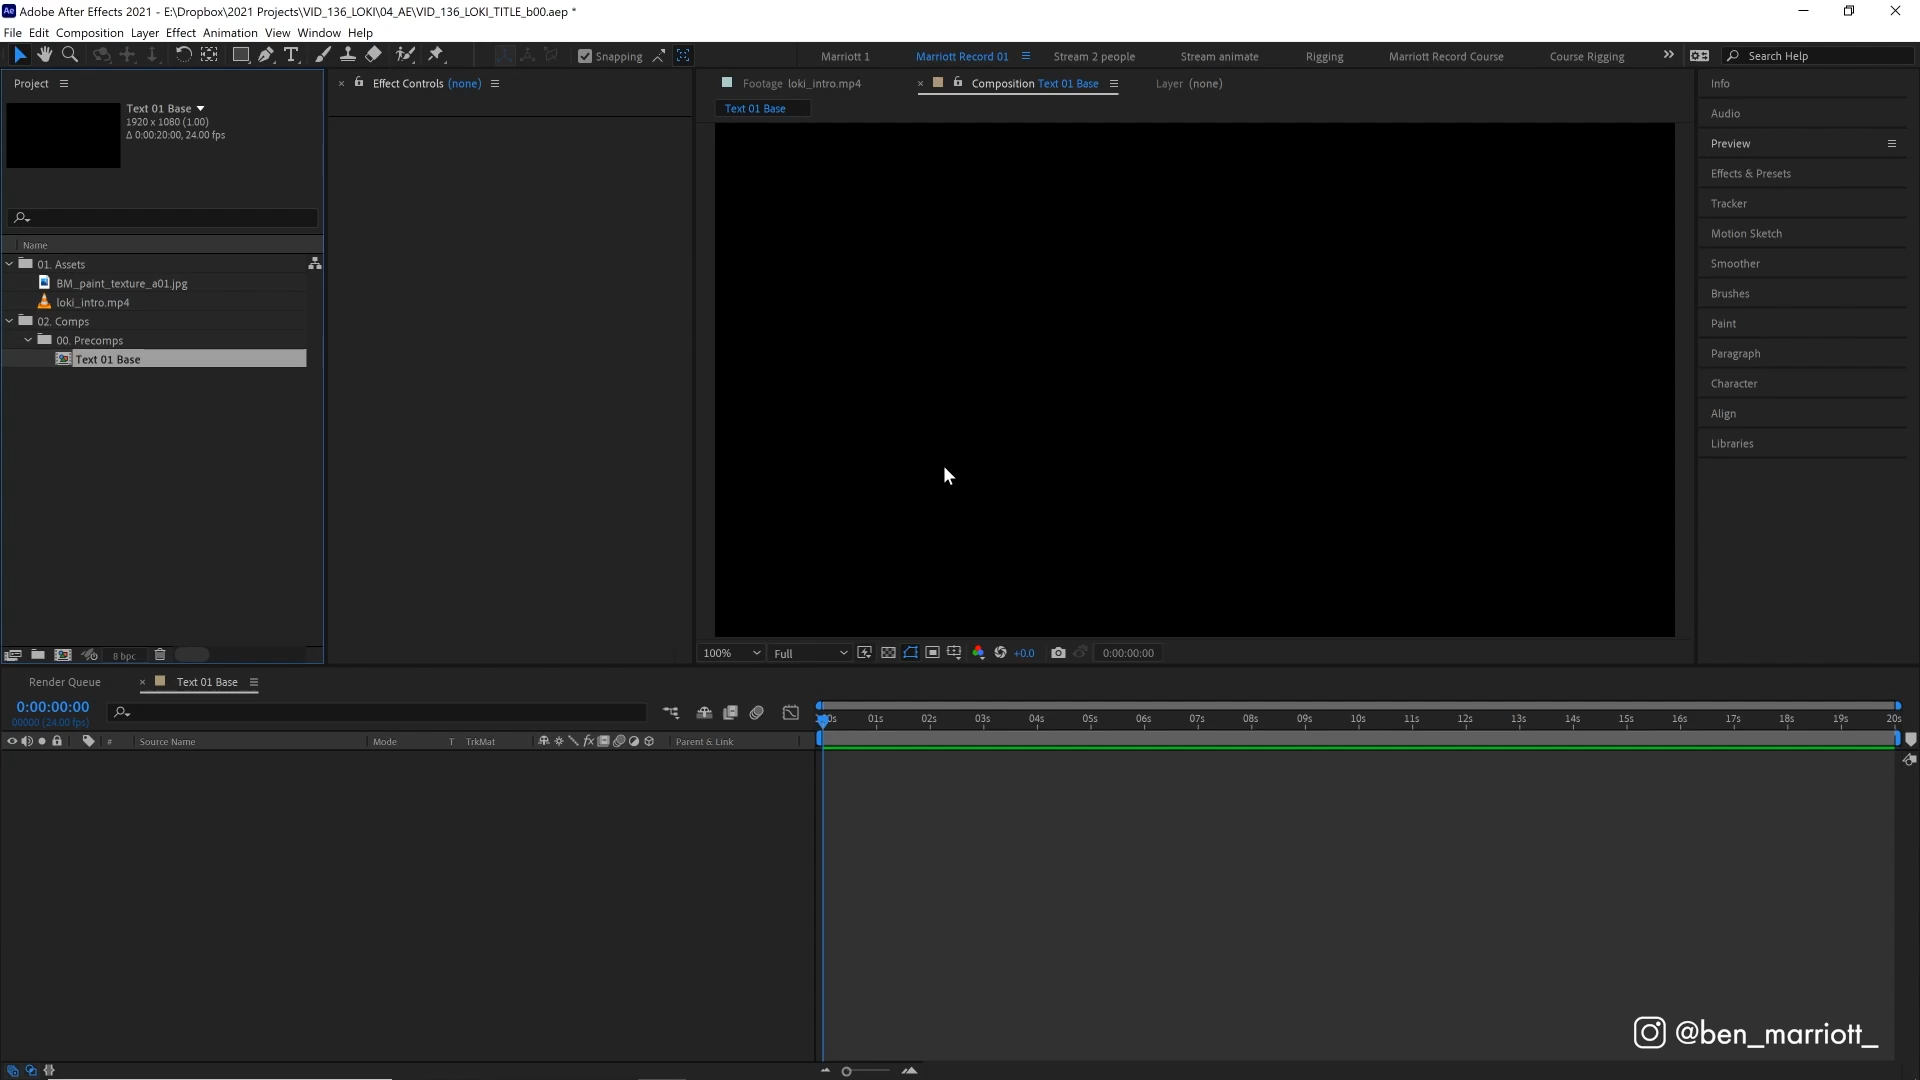 Adobe After Effects 2021 - E:\Dropbox\2021 Projects\VID_136_LOKI\04_AE\VID_136_LOKI_TITLE_b00.aep *
File Edit Composition Layer Effect Animation View Window Help
Snapping
Marriott 1 Marriott Record 01 Stream 2 people Stream animate Rigging Marriott Record Course Course Rigging Search Help
Project
Effect Controls (none)
Footage loki_intro.mp4
Composition Text 01 Base
Layer (none)
Text 01 Base
Text 01 Base
1920 x 1080 (1.00)
Δ 0:00:20:00, 24.00 fps
Name
01. Assets
BM_paint_texture_a01.jpg
loki_intro.mp4
02. Comps
00. Precomps
Text 01 Base
8 bpc
100% Full +0.0 0:00:00:00
Info
Audio
Preview
Effects & Presets
Tracker
Motion Sketch
Smoother
Brushes
Paint
Paragraph
Character
Align
Libraries
Render Queue
Text 01 Base
0:00:00:00
00000 (24.00 fps)
01s 02s 03s 04s 05s 06s 07s 08s 09s 10s 11s 12s 13s 14s 15s 16s 17s 18s 19s 20s
# Source Name Mode T TrkMat fx Parent & Link
@ben_marriott_